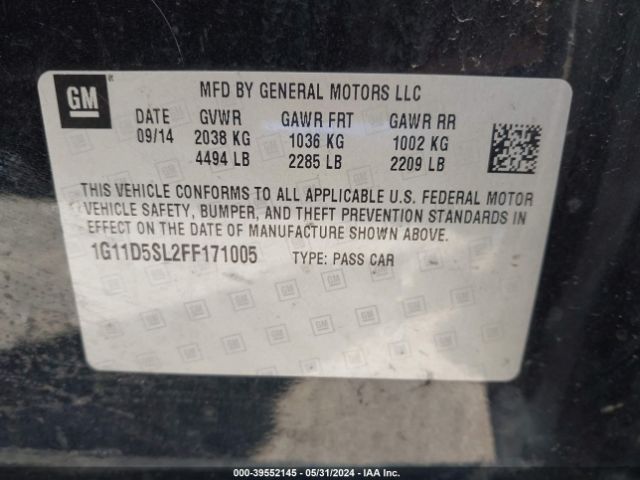 GM
MFD BY GENERAL MOTORS LLC
DATE GVWR GAWR FRT GAWR RR
09/14 2038 KG 1036 KG 1002 KG
4494 LB 2285 LB 2209 LB
THIS VEHICLE CONFORMS TO ALL APPLICABLE U.S. FEDERAL MOTOR
VEHICLE SAFETY, BUMPER, AND THEFT PREVENTION STANDARDS IN
EFFECT ON THE DATE OF MANUFACTURE SHOWN ABOVE.
1G11D5SL2FF171005 TYPE: PASS CAR
000-39552145 - 05/31/2024 - IAA Inc.